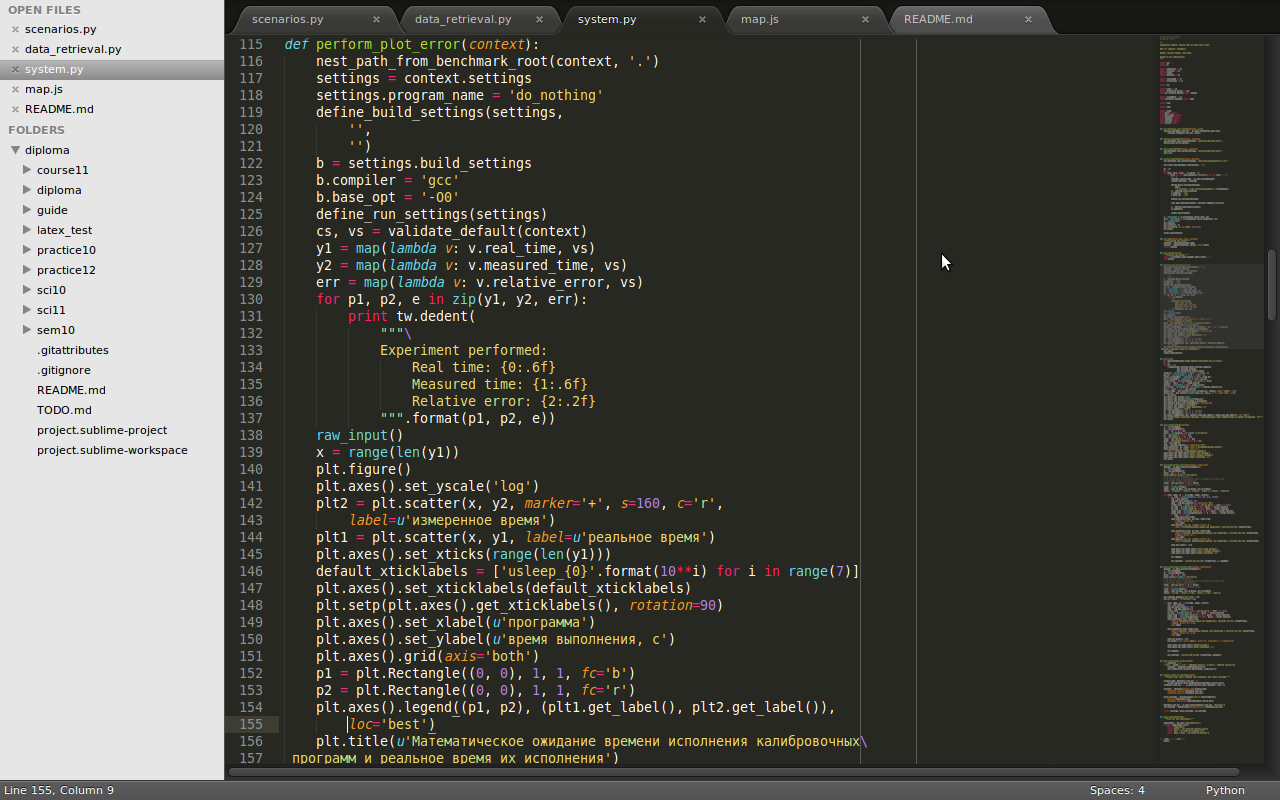 OPEN FILES
scenarios.py
data_retrieval.py
system.py
map.js
README.md
FOLDERS
diploma
course11
diploma
guide
latex_test
practice10
practice12
sci10
sci11
sem10
.gitattributes
.gitignore
README.md
TODO.md
project.sublime-project
project.sublime-workspace
scenarios.py × data_retrieval.py × system.py × map.js × README.md ×
115 def perform_plot_error(context):
116     nest_path_from_benchmark_root(context, '.')
117     settings = context.settings
118     settings.program_name = 'do_nothing'
119     define_build_settings(settings,
120         '',
121         '')
122     b = settings.build_settings
123     b.compiler = 'gcc'
124     b.base_opt = '-O0'
125     define_run_settings(settings)
126     cs, vs = validate_default(context)
127     y1 = map(lambda v: v.real_time, vs)
128     y2 = map(lambda v: v.measured_time, vs)
129     err = map(lambda v: v.relative_error, vs)
130     for p1, p2, e in zip(y1, y2, err):
131         print tw.dedent(
132             """\
133             Experiment performed:
134                 Real time: {0:.6f}
135                 Measured time: {1:.6f}
136                 Relative error: {2:.2f}
137             """.format(p1, p2, e))
138     raw_input()
139     x = range(len(y1))
140     plt.figure()
141     plt.axes().set_yscale('log')
142     plt2 = plt.scatter(x, y2, marker='+', s=160, c='r',
143         label=u'измеренное время')
144     plt1 = plt.scatter(x, y1, label=u'реальное время')
145     plt.axes().set_xticks(range(len(y1)))
146     default_xticklabels = ['usleep_{0}'.format(10**i) for i in range(7)]
147     plt.axes().set_xticklabels(default_xticklabels)
148     plt.setp(plt.axes().get_xticklabels(), rotation=90)
149     plt.axes().set_xlabel(u'программа')
150     plt.axes().set_ylabel(u'время выполнения, с')
151     plt.axes().grid(axis='both')
152     p1 = plt.Rectangle((0, 0), 1, 1, fc='b')
153     p2 = plt.Rectangle((0, 0), 1, 1, fc='r')
154     plt.axes().legend((p1, p2), (plt1.get_label(), plt2.get_label()),
155         loc='best')
156     plt.title(u'Математическое ожидание времени исполнения калибровочных\
157  программ и реальное время их исполнения')
Line 155, Column 9 Spaces: 4 Python